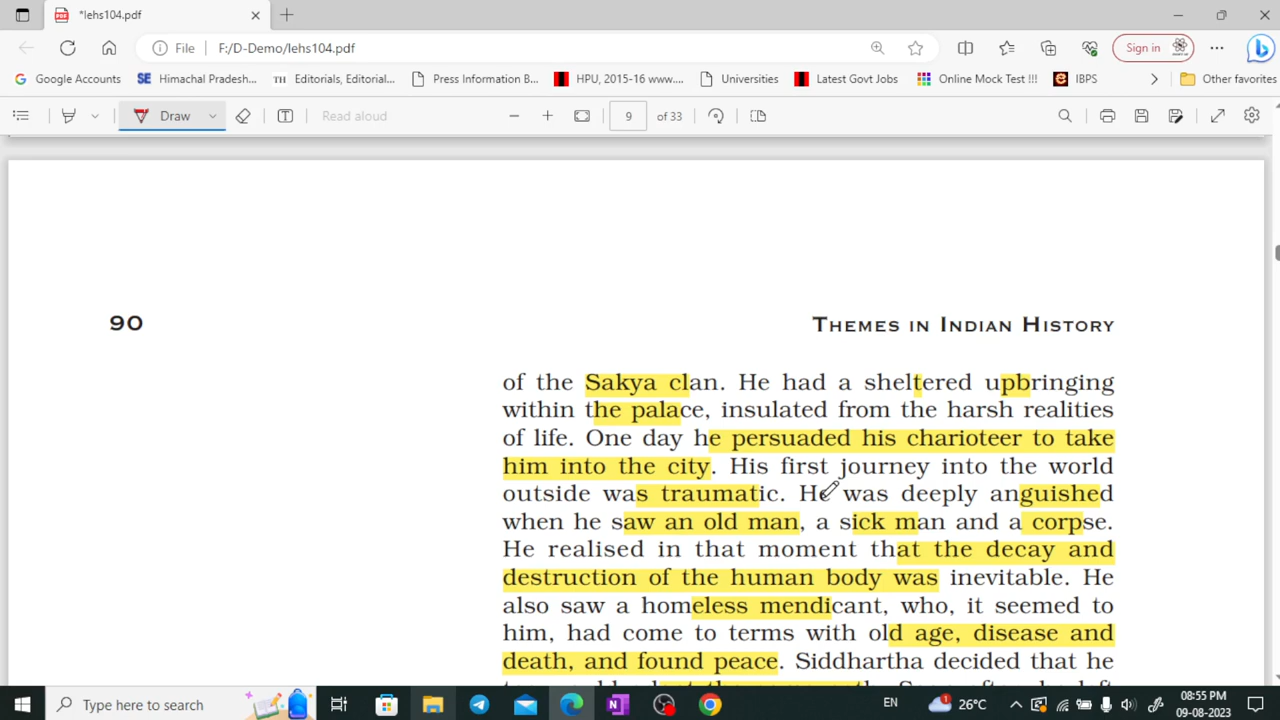 *lehs104.pdf
File F:/D-Demo/lehs104.pdf Sign in
Google Accounts SE Himachal Pradesh... TH Editorials, Editorial... Press Information B... HPU, 2015-16 www.... Universities Latest Govt Jobs Online Mock Test !!! IBPS Other favorites
Draw Read aloud 9 of 33
90 THEMES IN INDIAN HISTORY
of the Sakya clan. He had a sheltered upbringing
within the palace, insulated from the harsh realities
of life. One day he persuaded his charioteer to take
him into the city. His first journey into the world
outside was traumatic. He was deeply anguished
when he saw an old man, a sick man and a corpse.
He realised in that moment that the decay and
destruction of the human body was inevitable. He
also saw a homeless mendicant, who, it seemed to
him, had come to terms with old age, disease and
death, and found peace. Siddhartha decided that he
Type here to search 26°C EN 08:55 PM
09-08-2023